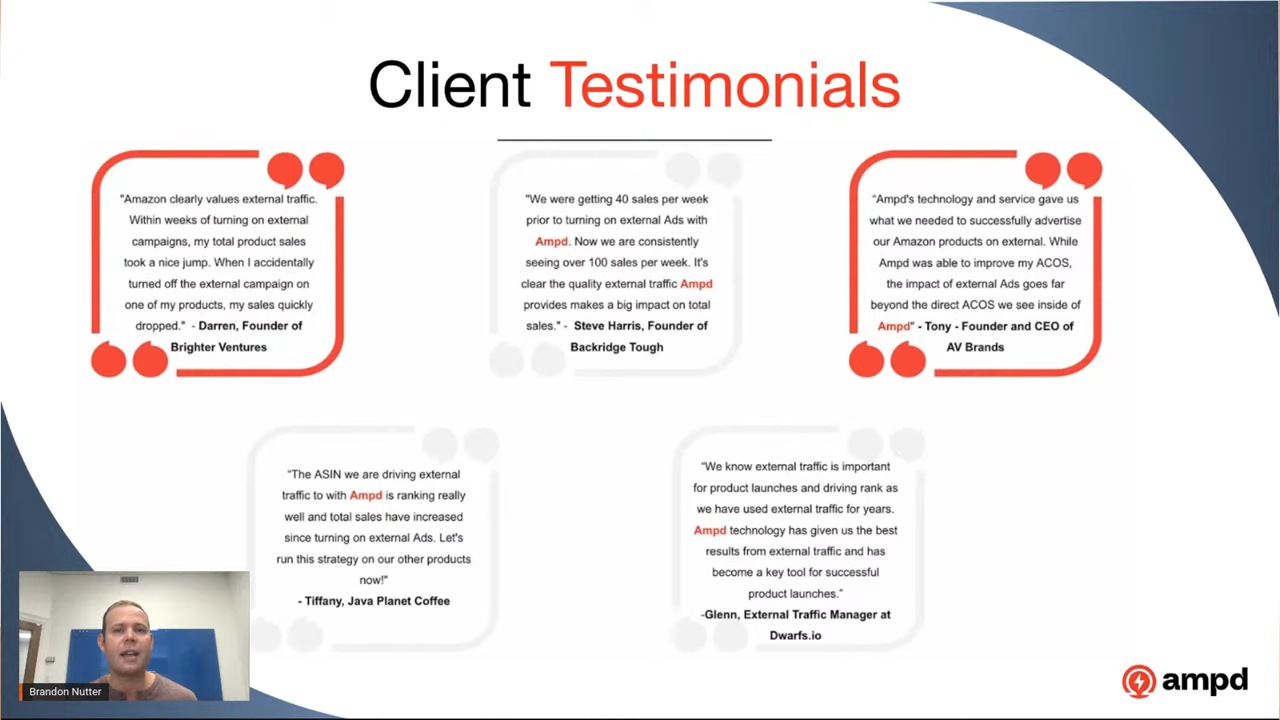 Client Testimonials
"Amazon clearly values external traffic.
Within weeks of turning on external
campaigns, my total product sales
took a nice jump. When I accidentally
turned off the external campaign on
one of my products, my sales quickly
dropped." - Darren, Founder of
Brighter Ventures
"We were getting 40 sales per week
prior to turning on external Ads with
Ampd. Now we are consistently
seeing over 100 sales per week. It's
clear the quality external traffic Ampd
provides makes a big impact on total
sales." - Steve Harris, Founder of
Backridge Tough
"Ampd's technology and service gave us
what we needed to successfully advertise
our Amazon products on external. While
Ampd was able to improve my ACOS,
the impact of external Ads goes far
beyond the direct ACOS we see inside of
Ampd" - Tony - Founder and CEO of
AV Brands
"The ASIN we are driving external
traffic to with Ampd is ranking really
well and total sales have increased
since turning on external Ads. Let's
run this strategy on our other products
now!"
- Tiffany, Java Planet Coffee
"We know external traffic is important
for product launches and driving rank as
we have used external traffic for years.
Ampd technology has given us the best
results from external traffic and has
become a key tool for successful
product launches."
-Glenn, External Traffic Manager at
Dwarfs.io
Brandon Nutter
ampd